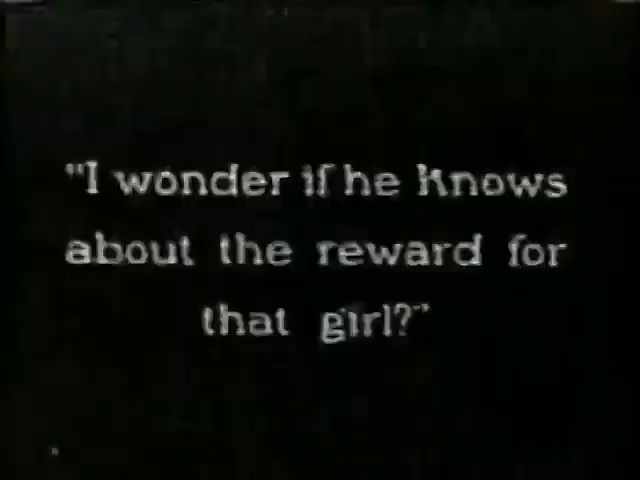 "I wonder if he knows
about the reward for
that girl?"